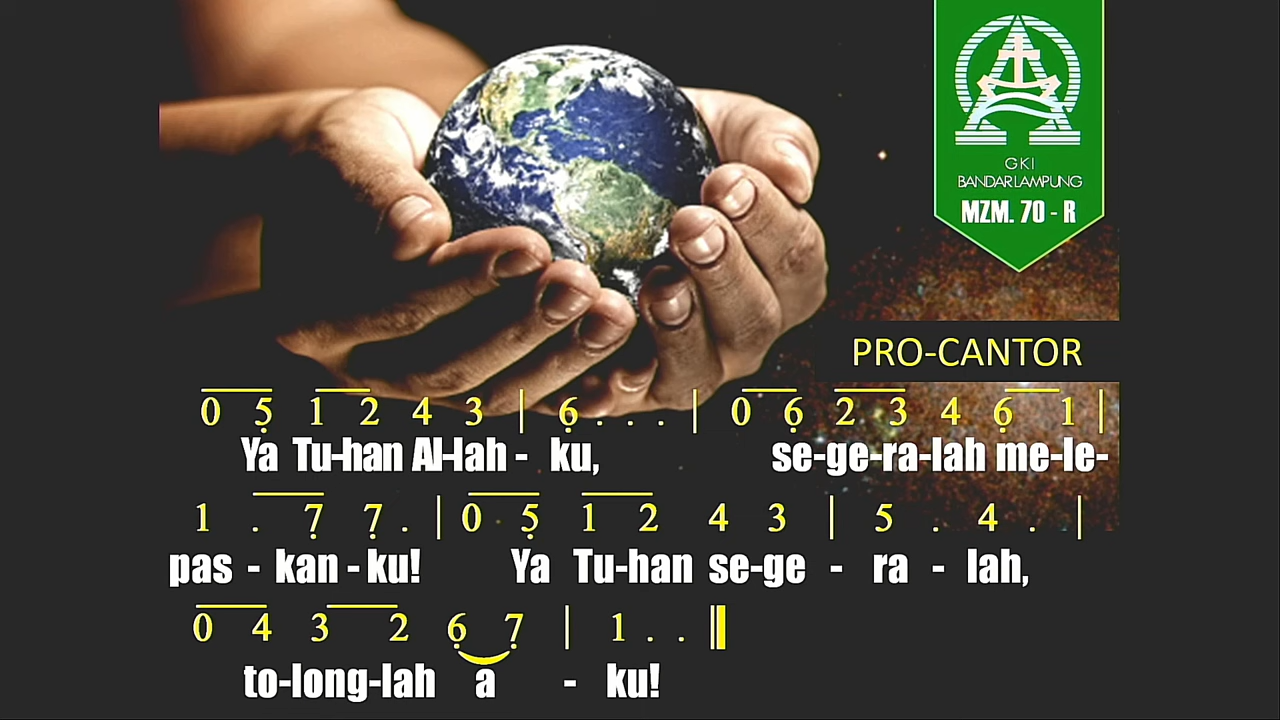 GKI
BANDAR LAMPUNG
MZM. 70 - R
PRO-CANTOR
0 5̣ 1 2 4 3 | 6̣ . . . | 0 6̣ 2 3 4 6̣ 1 |
Ya Tu-han Al-lah - ku, se-ge-ra-lah me-le-
1 . 7̣ 7̣ . | 0 5̣ 1 2 4 3 | 5 . 4 . |
pas - kan - ku! Ya Tu-han se-ge - ra - lah,
0 4 3 2 6̣ 7̣ | 1 . . ||
to-long-lah a - ku!